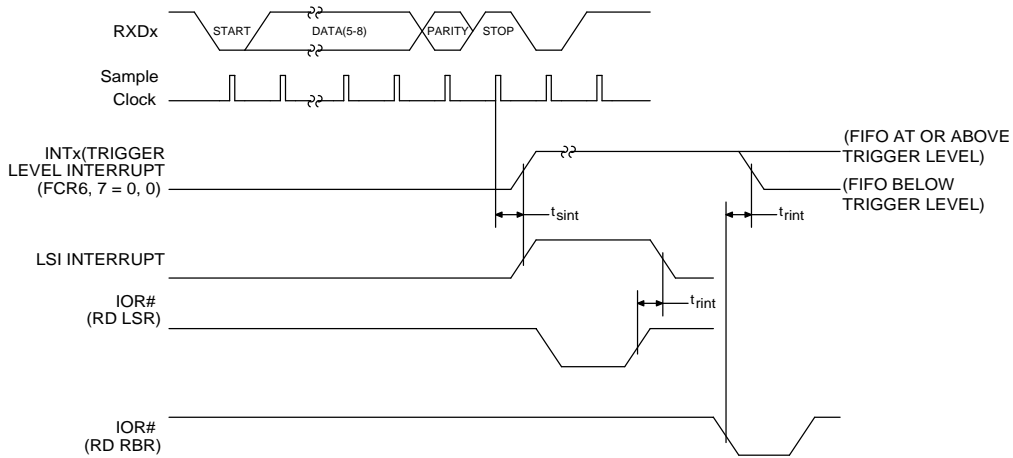 RXDx
START
DATA(5-8)
PARITY
STOP
Sample
Clock
INTx(TRIGGER
LEVEL INTERRUPT
(FCR6, 7 = 0, 0)
(FIFO AT OR ABOVE
TRIGGER LEVEL)
(FIFO BELOW
TRIGGER LEVEL)
tsint
trint
LSI INTERRUPT
IOR#
(RD LSR)
trint
IOR#
(RD RBR)